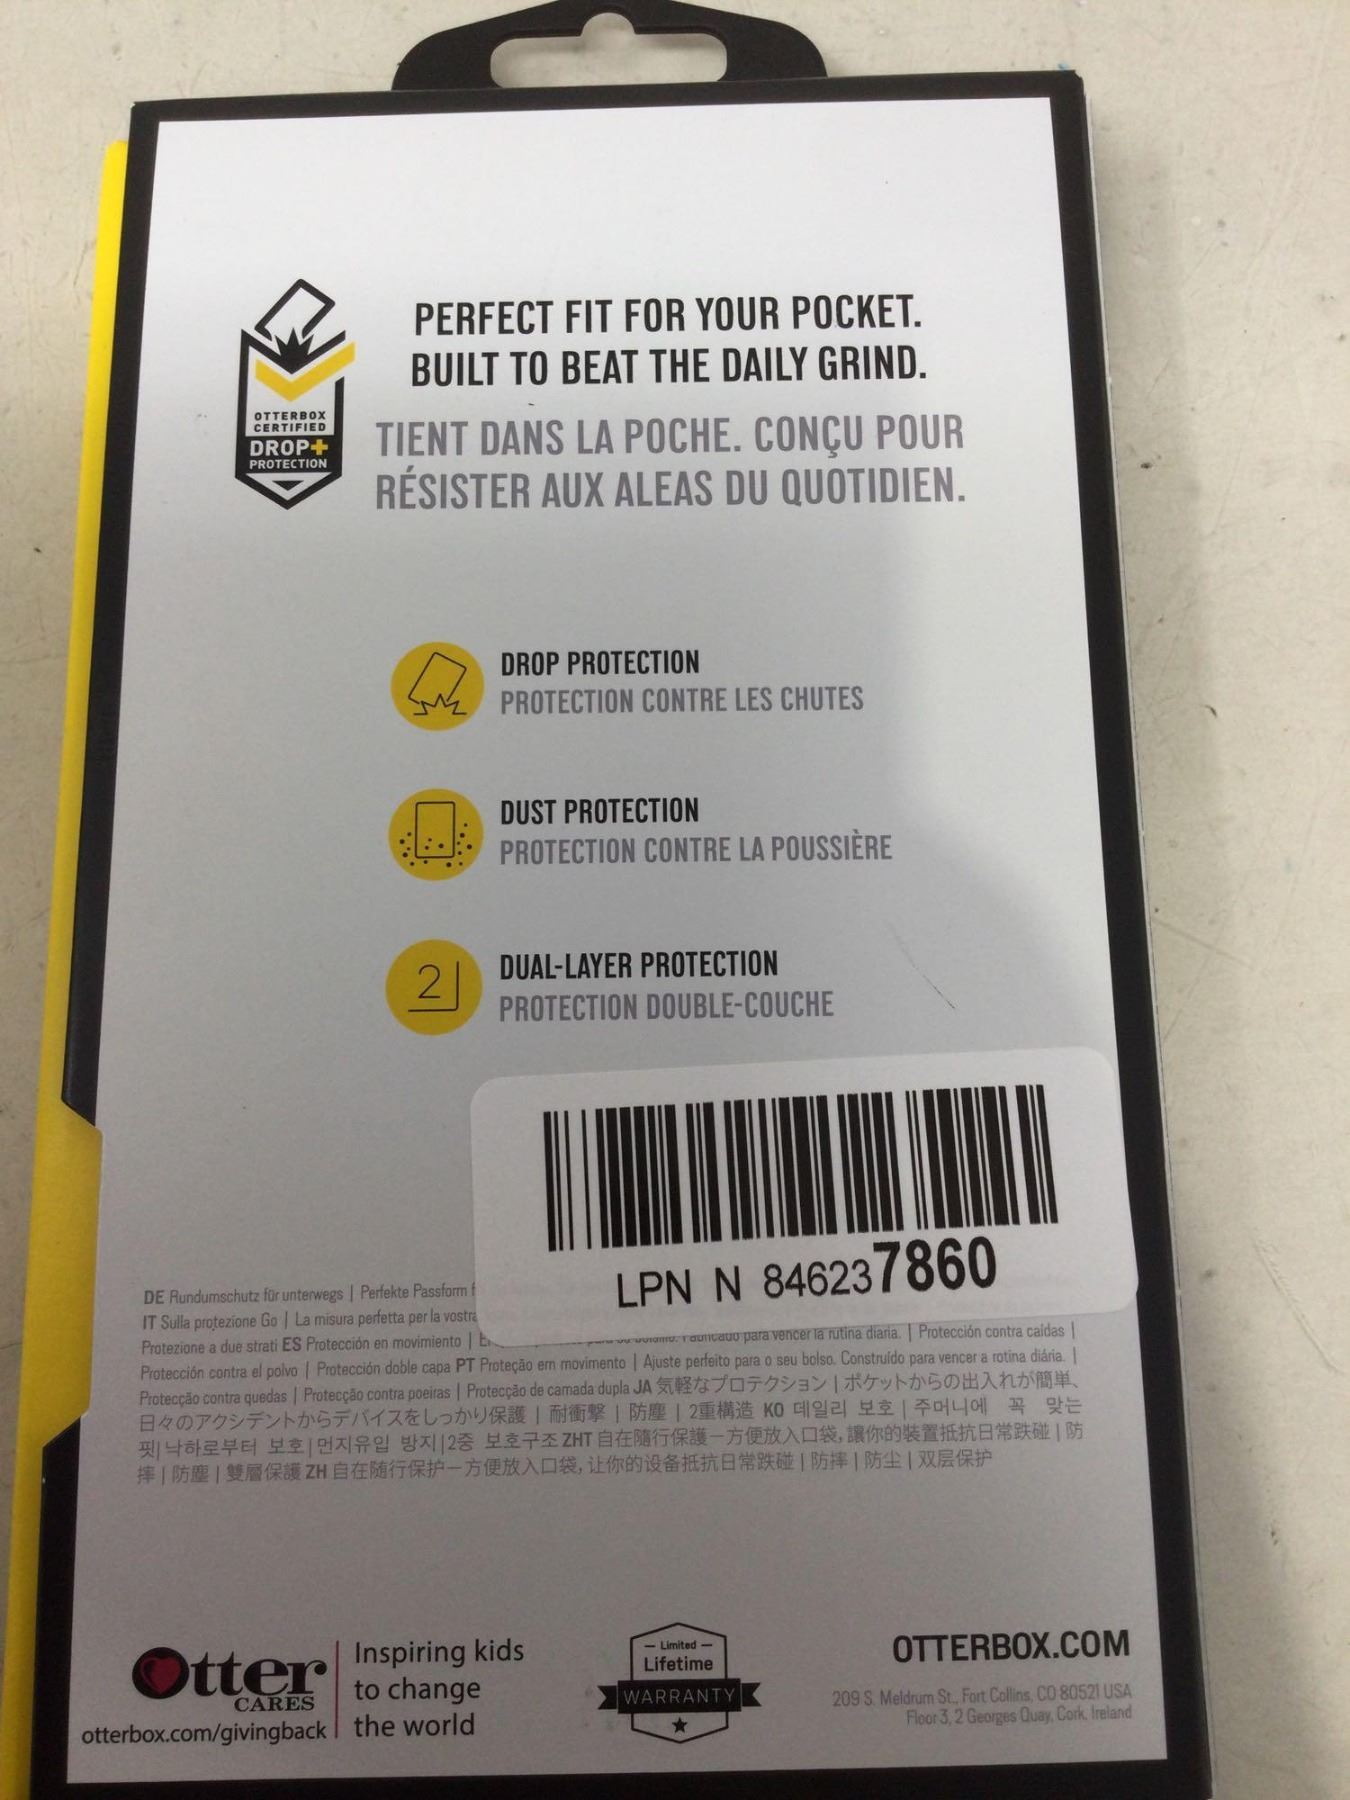 OTTERBOX
CERTIFIED
DROP+
PROTECTION
PERFECT FIT FOR YOUR POCKET.
BUILT TO BEAT THE DAILY GRIND.
TIENT DANS LA POCHE. CONÇU POUR
RÉSISTER AUX ALEAS DU QUOTIDIEN.
DROP PROTECTION
PROTECTION CONTRE LES CHUTES
DUST PROTECTION
PROTECTION CONTRE LA POUSSIÈRE
2
DUAL-LAYER PROTECTION
PROTECTION DOUBLE-COUCHE
LPN N 846237860
DE Rundumschutz für unterwegs | Perfekte Passform
IT Sulla protezione Go | La misura perfetta per la vostra
Protezione a due strati ES Protección en movimiento | para vencer la rutina diaria. | Protección contra caídas |
Protección contra el polvo | Protección doble capa PT Proteção em movimento | Ajuste perfeito para o seu bolso. Construído para vencer a rotina diária. |
Protecção contra quedas | Protecção contra poeiras | Protecção de camada dupla JA 気軽なプロテクション | ポケットからの出入れが簡単、
日々のアクシデントからデバイスをしっかり保護 | 耐衝撃 | 防塵 | 2重構造 KO 데일리 보호 | 주머니에 꼭 맞는
핏| 낙하로부터 보호|먼지유입 방지|2중 보호구조 ZHT 自在隨行保護－方便放入口袋, 讓你的裝置抵抗日常跌碰 | 防
摔 | 防塵 | 雙層保護 ZH 自在随行保护－方便放入口袋, 让你的设备抵抗日常跌碰 | 防摔 | 防尘 | 双层保护
Otter
CARES
otterbox.com/givingback
Inspiring kids
to change
the world
Limited
Lifetime
WARRANTY
OTTERBOX.COM
209 S. Meldrum St., Fort Collins, CO 80521 USA
Floor 3, 2 Georges Quay, Cork, Ireland